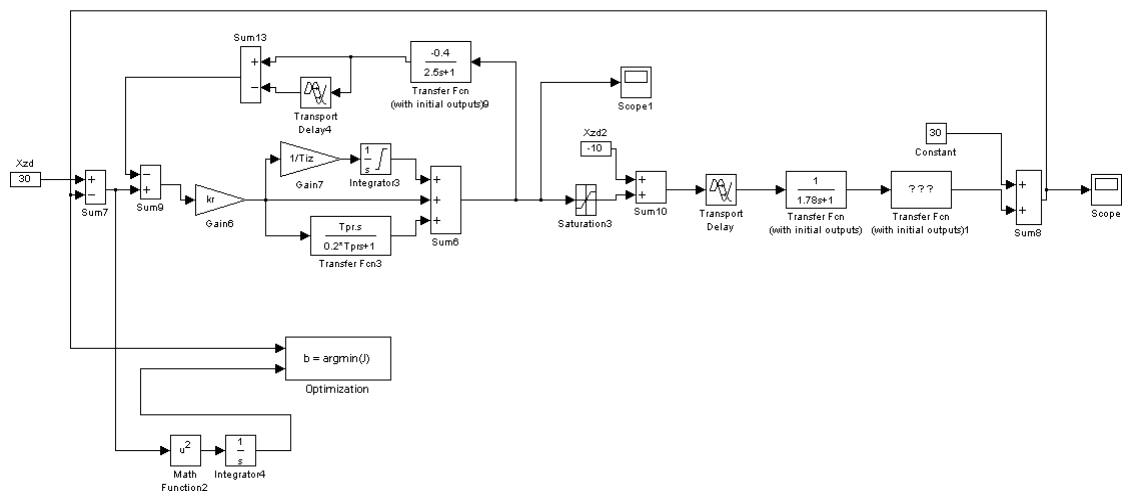 Sum13
+
−
-0.4
2.5s+1
Transfer Fcn
(with initial outputs)9
Transport
Delay4
Scope1
Xzd
30
+
−
Sum7
−
+
Sum9
kr
Gain6
1/Tiz
Gain7
1
s
Integrator3
Tpr.s
0.2*Tprs+1
Transfer Fcn3
+
+
+
Sum6
Saturation3
Xzd2
-10
+
+
Sum10
Transport
Delay
1
1.78s+1
Transfer Fcn
(with initial outputs)
? ? ?
Transfer Fcn
(with initial outputs)1
30
Constant
+
+
Sum8
Scope
b = argmin(J)
Optimization
u²
Math
Function2
1
s
Integrator4